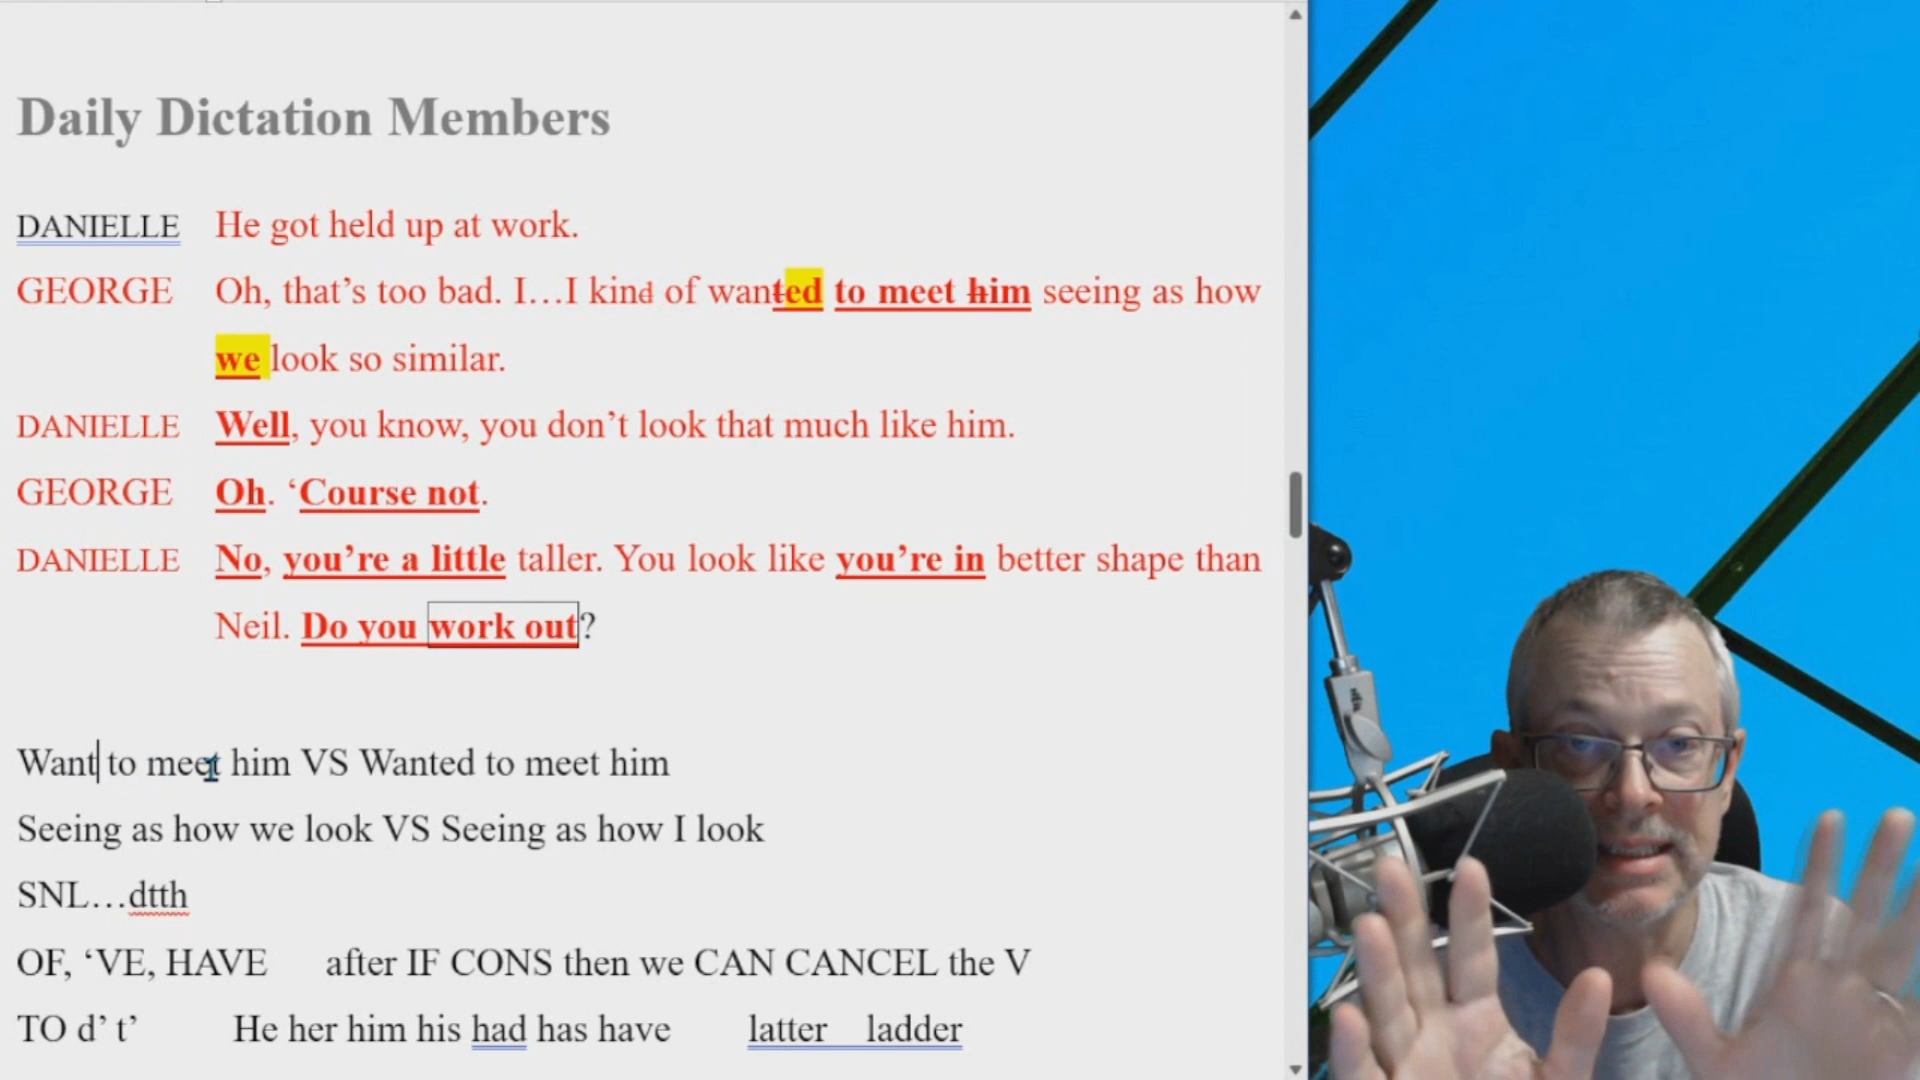 Daily Dictation Members
DANIELLE He got held up at work.
GEORGE Oh, that’s too bad. I…I kind of wanted to meet him seeing as how
we look so similar.
DANIELLE Well, you know, you don’t look that much like him.
GEORGE Oh. ‘Course not.
DANIELLE No, you’re a little taller. You look like you’re in better shape than
Neil. Do you work out?
Want to meet him VS Wanted to meet him
Seeing as how we look VS Seeing as how I look
SNL…dtth
OF, ‘VE, HAVE after IF CONS then we CAN CANCEL the V
TO d’ t’ He her him his had has have latter ladder